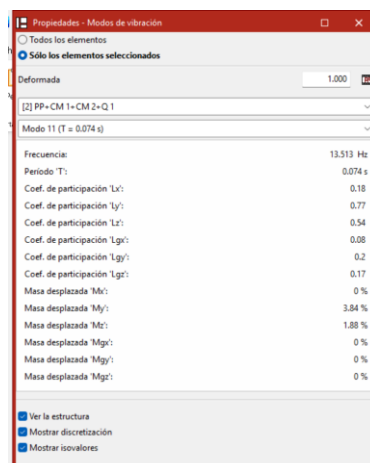 Propiedades - Modos de vibración
Todos los elementos
Sólo los elementos seleccionados
Deformada 1.000
[2] PP+CM 1+CM 2+Q 1
Modo 11 (T = 0.074 s)
Frecuencia: 13.513 Hz
Período 'T': 0.074 s
Coef. de participación 'Lx': 0.18
Coef. de participación 'Ly': 0.77
Coef. de participación 'Lz': 0.54
Coef. de participación 'Lgx': 0.08
Coef. de participación 'Lgy': 0.2
Coef. de participación 'Lgz': 0.17
Masa desplazada 'Mx': 0 %
Masa desplazada 'My': 3.84 %
Masa desplazada 'Mz': 1.88 %
Masa desplazada 'Mgx': 0 %
Masa desplazada 'Mgy': 0 %
Masa desplazada 'Mgz': 0 %
Ver la estructura
Mostrar discretización
Mostrar isovalores